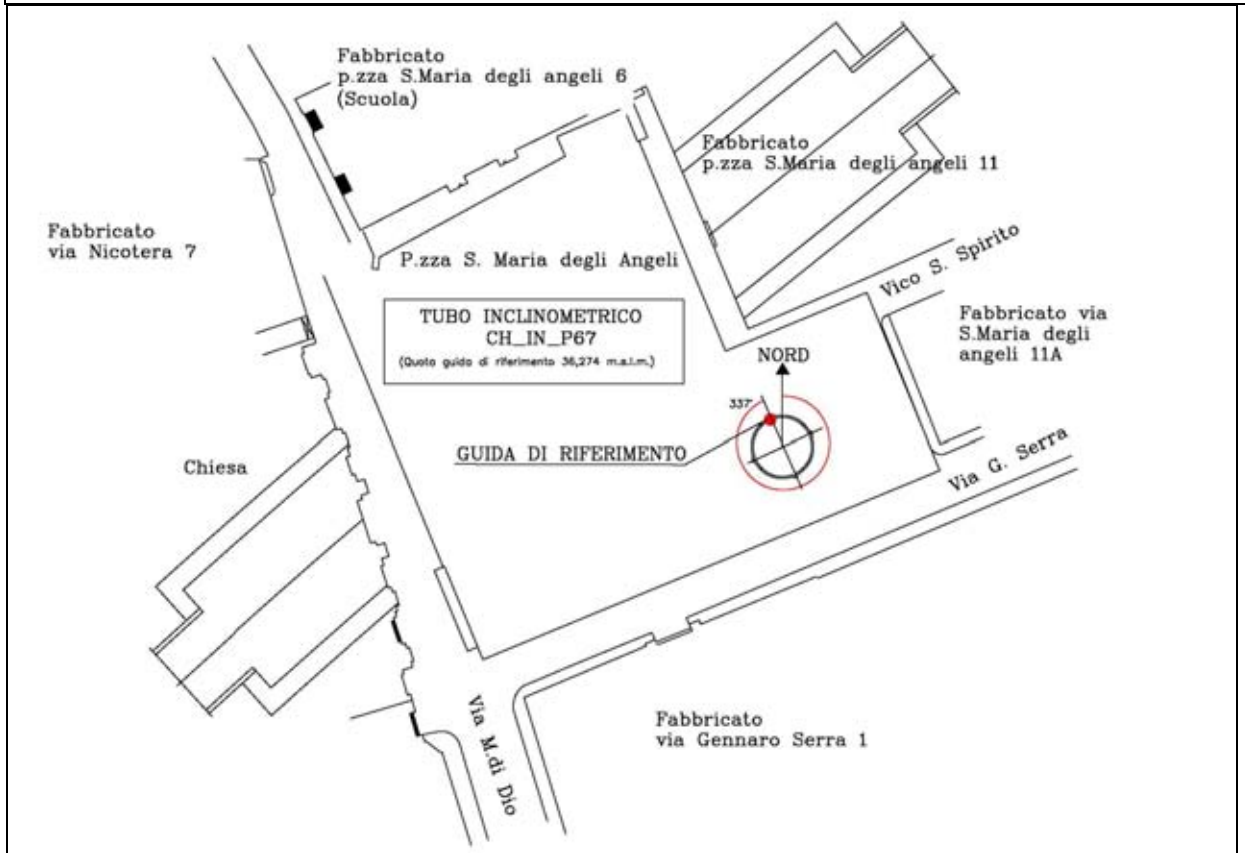 Fabbricato
p.zza S.Maria degli angeli 6
(Scuola)
Fabbricato
p.zza S.Maria degli angeli 11
Fabbricato
via Nicotera 7
P.zza S. Maria degli Angeli
Vico S. Spirito
TUBO INCLINOMETRICO
CH_IN_P67
(Quota guida di riferimento 36,274 m.s.l.m.)
Fabbricato via
S.Maria degli
angeli 11A
NORD
337°
GUIDA DI RIFERIMENTO
Chiesa
Via G. Serra
Via M.di Dio
Fabbricato
via Gennaro Serra 1